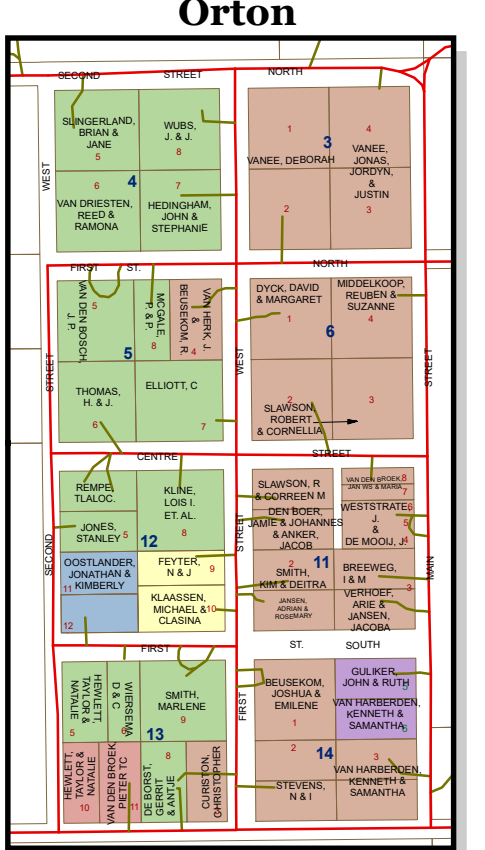 Orton
SECOND STREET NORTH
WEST
SLINGERLAND,
BRIAN &
JANE
5
WUBS,
J. & J.
8
4
6
VAN DRIESTEN,
REED &
RAMONA
7
HEDINGHAM,
JOHN &
STEPHANIE
1
3
4
VANEE, DEBORAH
VANEE,
JONAS,
JORDYN,
&
JUSTIN
2
3
FIRST ST. NORTH
STREET
VAN DEN BOSCH,
J. P.
5
MCGALE,
P. & P.
8
VAN HERK, J.
&
BEUSEKOM, R.
4
5
THOMAS,
H. & J.
6
ELLIOTT, C
7
WEST
DYCK, DAVID
& MARGARET
1
MIDDELKOOP,
REUBEN &
SUZANNE
4
6
2
SLAWSON,
ROBERT
& CORNELLIA
3
STREET
CENTRE STREET
SECOND
REMPE,
TLALOC.
KLINE,
LOIS I.
ET. AL.
8
JONES,
STANLEY
5
12
OOSTLANDER,
JONATHAN &
KIMBERLY
11
12
FEYTER,
N & J
9
KLAASSEN,
MICHAEL &
CLASINA
10
STREET
SLAWSON, R
& CORREEN M
DEN BOER,
JAMIE & JOHANNES
& ANKER,
JACOB
2
SMITH,
KIM & DEITRA
JANSEN,
ADRIAN &
ROSEMARY
11
VAN DEN BROEK,
JAN WS & MARIA
8
7
WESTSTRATE,
J.
&
DE MOOIJ, J.
6
5
4
BREEWEG,
I & M
3
VERHOEF,
ARIE &
JANSEN,
JACOBA
MAIN
FIRST ST. SOUTH
HEWLETT,
TAYLOR &
NATALIE
5
WIERSEMA,
D & C
6
SMITH,
MARLENE
9
13
HEWLETT,
TAYLOR &
NATALIE
10
VAN DEN BROEK,
PIETER TC
11
8
DE BORST,
GERRIT
& ANTJE
CURISTON,
CHRISTOPHER
FIRST
BEUSEKOM,
JOSHUA &
EMILENE
1
GULIKER,
JOHN & RUTH
5
VAN HARBERDEN,
KENNETH &
SAMANTHA
6
2
14
STEVENS,
N & I
3
VAN HARBERDEN,
KENNETH &
SAMANTHA